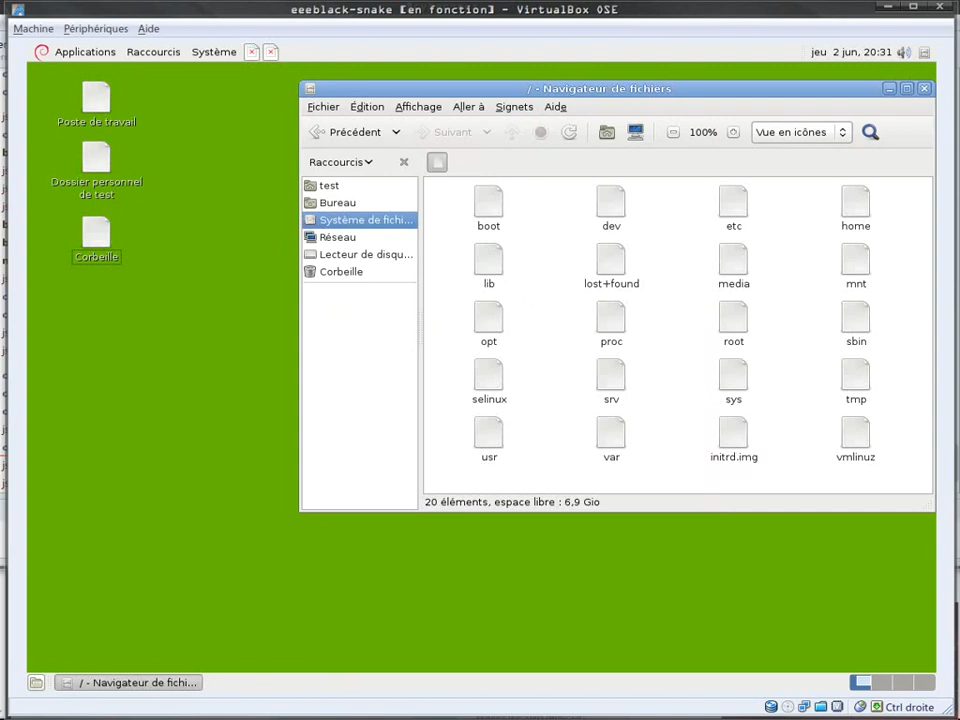 eeeblack-snake [en fonction] - VirtualBox OSE
Machine Périphériques Aide
Applications Raccourcis Système
jeu 2 jun, 20:31
Poste de travail
Dossier personnel
de test
Corbeille
/ - Navigateur de fichiers
Fichier Édition Affichage Aller à Signets Aide
Précédent Suivant 100% Vue en icônes
Raccourcis
test
Bureau
Système de fichi...
Réseau
Lecteur de disqu...
Corbeille
boot dev etc home
lib lost+found media mnt
opt proc root sbin
selinux srv sys tmp
usr var initrd.img vmlinuz
20 éléments, espace libre : 6,9 Gio
/ - Navigateur de fichi...
Ctrl droite